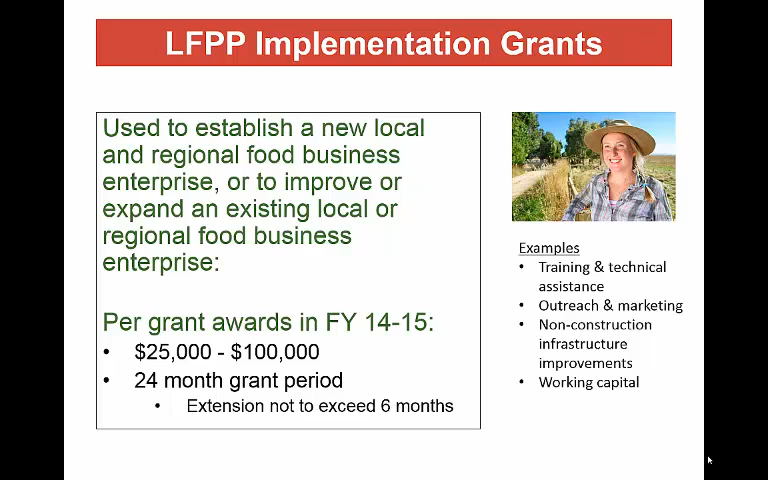 LFPP Implementation Grants
Used to establish a new local
and regional food business
enterprise, or to improve or
expand an existing local or
regional food business
enterprise:
Per grant awards in FY 14-15:
• $25,000 - $100,000
• 24 month grant period
• Extension not to exceed 6 months
Examples
• Training & technical
assistance
• Outreach & marketing
• Non-construction
infrastructure
improvements
• Working capital